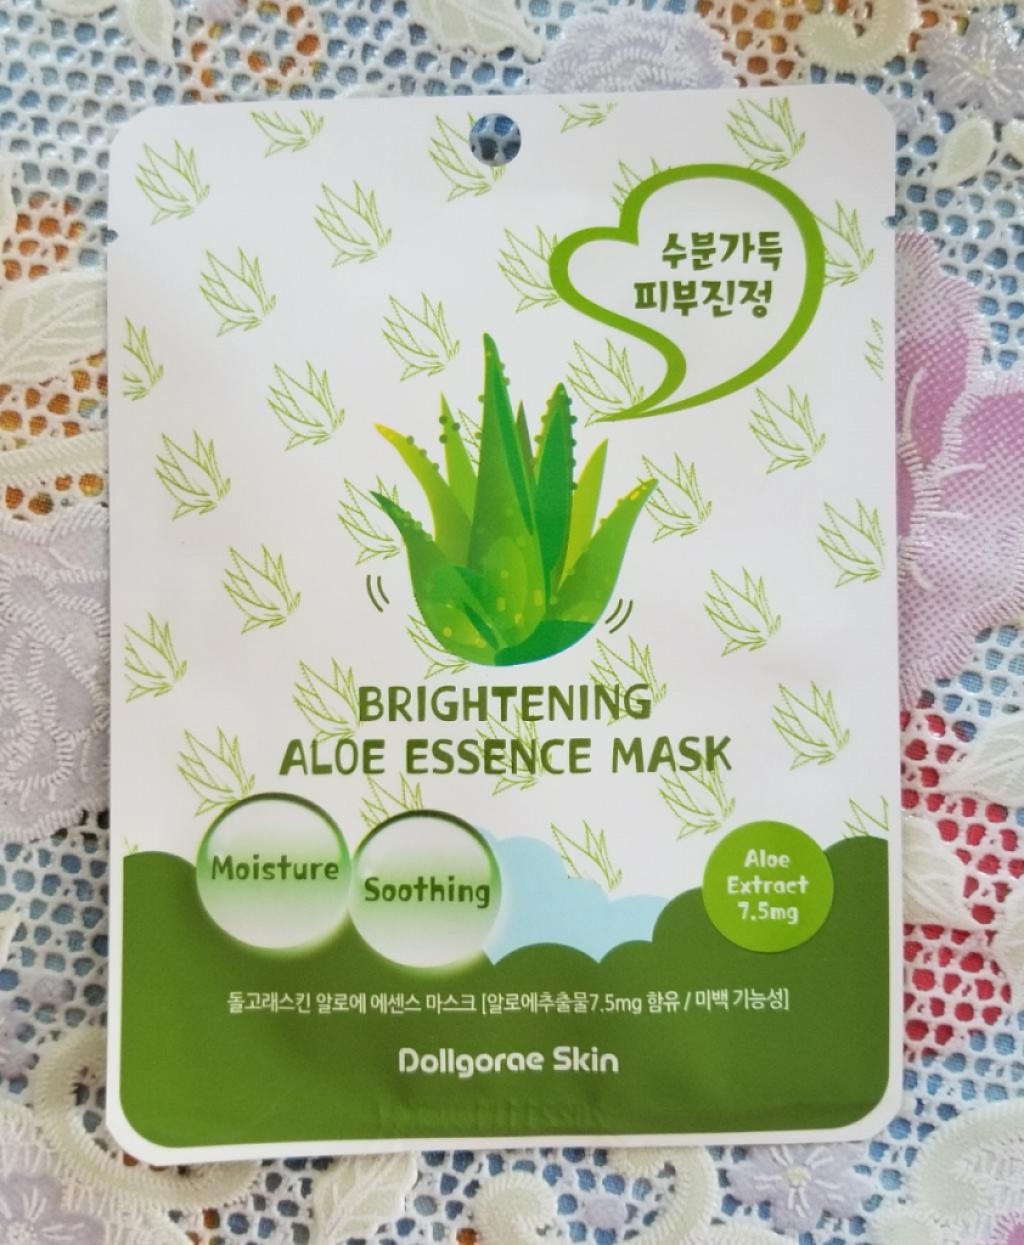 수분가득
피부진정
BRIGHTENING
ALOE ESSENCE MASK
Moisture
Soothing
Aloe
Extract
7.5mg
돌고래스킨 알로에 에센스 마스크 [알로에추출물7.5mg 함유 / 미백 기능성]
Dollgorae Skin